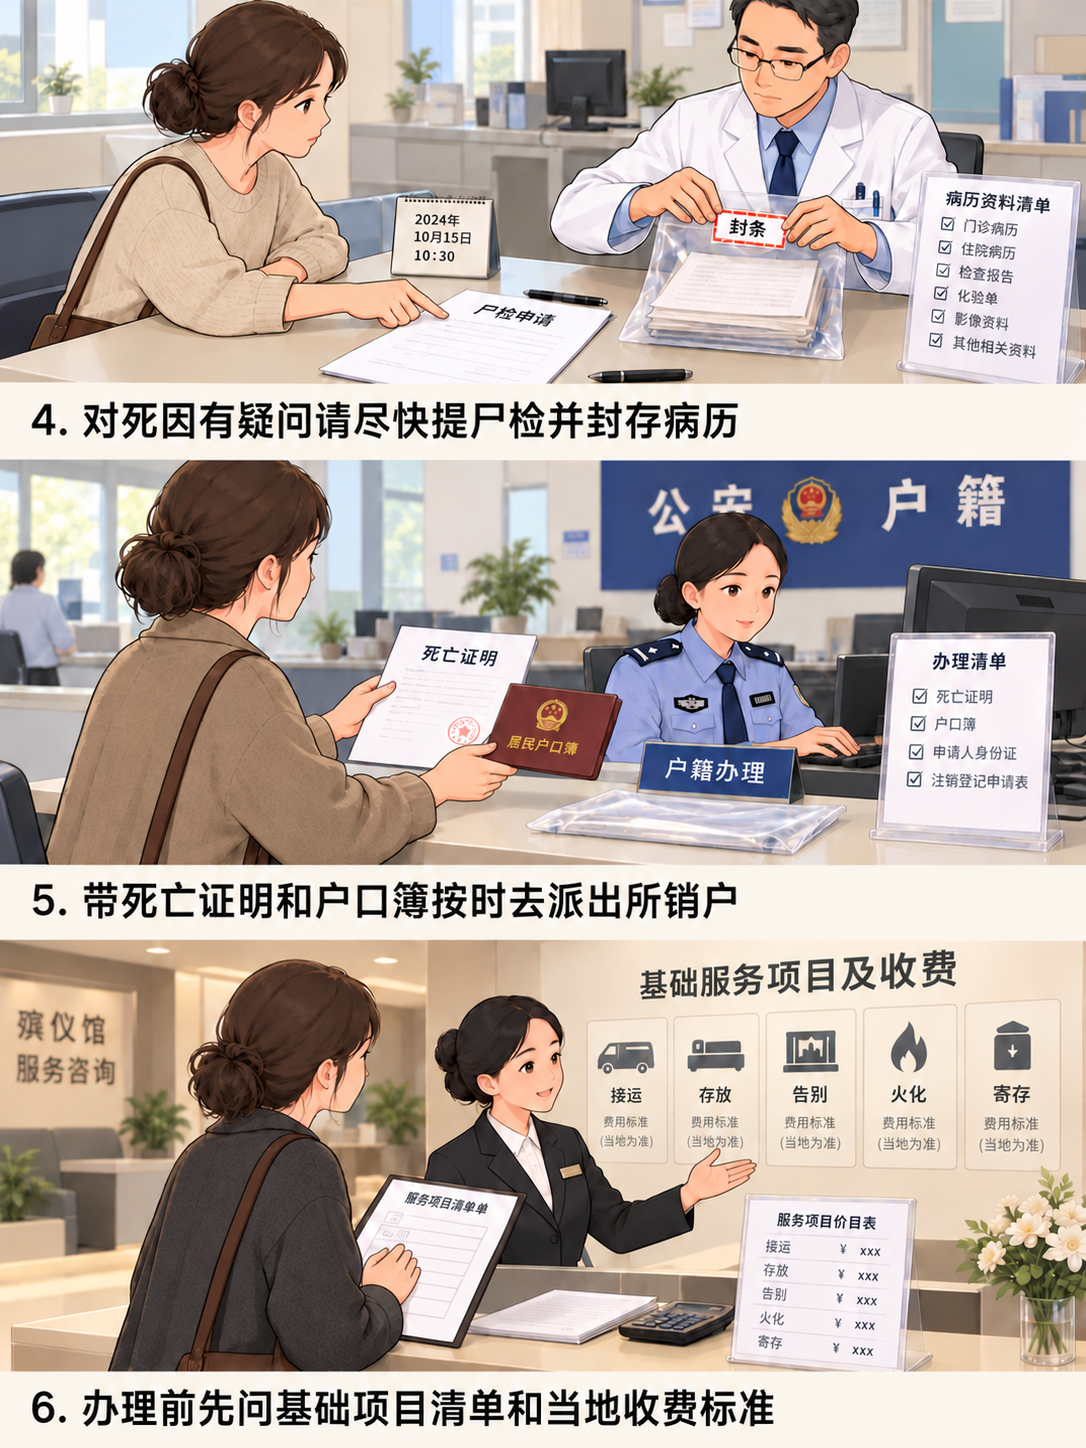 2024年
10月15日
10:30
尸检申请
封条
病历资料清单
门诊病历
住院病历
检查报告
化验单
影像资料
其他相关资料
4. 对死因有疑问请尽快提尸检并封存病历
公安 户籍
死亡证明
居民户口簿
户籍办理
办理清单
死亡证明
户口簿
申请人身份证
注销登记申请表
5. 带死亡证明和户口簿按时去派出所销户
殡仪馆
服务咨询
基础服务项目及收费
接运
费用标准
(当地为准)
存放
费用标准
(当地为准)
告别
费用标准
(当地为准)
火化
费用标准
(当地为准)
寄存
费用标准
(当地为准)
服务项目清单单
服务项目价目表
接运 ¥ xxx
存放 ¥ xxx
告别 ¥ xxx
火化 ¥ xxx
寄存 ¥ xxx
6. 办理前先问基础项目清单和当地收费标准